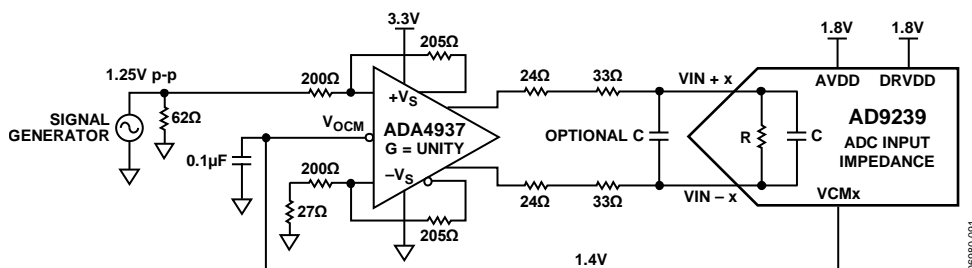 3.3V
205Ω
1.8V
1.8V
1.25V p-p
200Ω
24Ω
33Ω
VIN + x
AVDD
DRVDD
+VS
SIGNAL
GENERATOR
62Ω
VOCM
ADA4937
G = UNITY
OPTIONAL C
R
C
AD9239
ADC INPUT
IMPEDANCE
0.1µF
200Ω
–VS
24Ω
33Ω
VIN – x
VCMx
27Ω
205Ω
1.4V